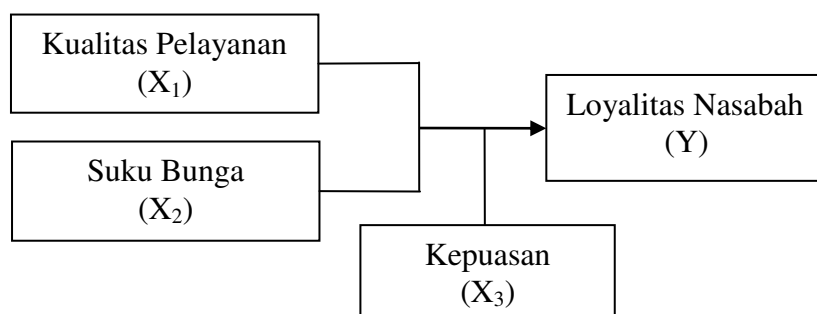 Kualitas Pelayanan
(X₁)
Loyalitas Nasabah
(Y)
Suku Bunga
(X₂)
Kepuasan
(X₃)